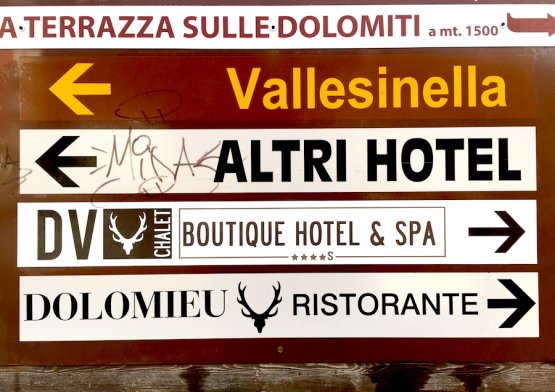 A·TERRAZZA SULLE·DOLOMITI a mt. 1500
Vallesinella
ALTRI HOTEL
DV CHALET BOUTIQUE HOTEL & SPA
★★★★S
DOLOMIEU RISTORANTE